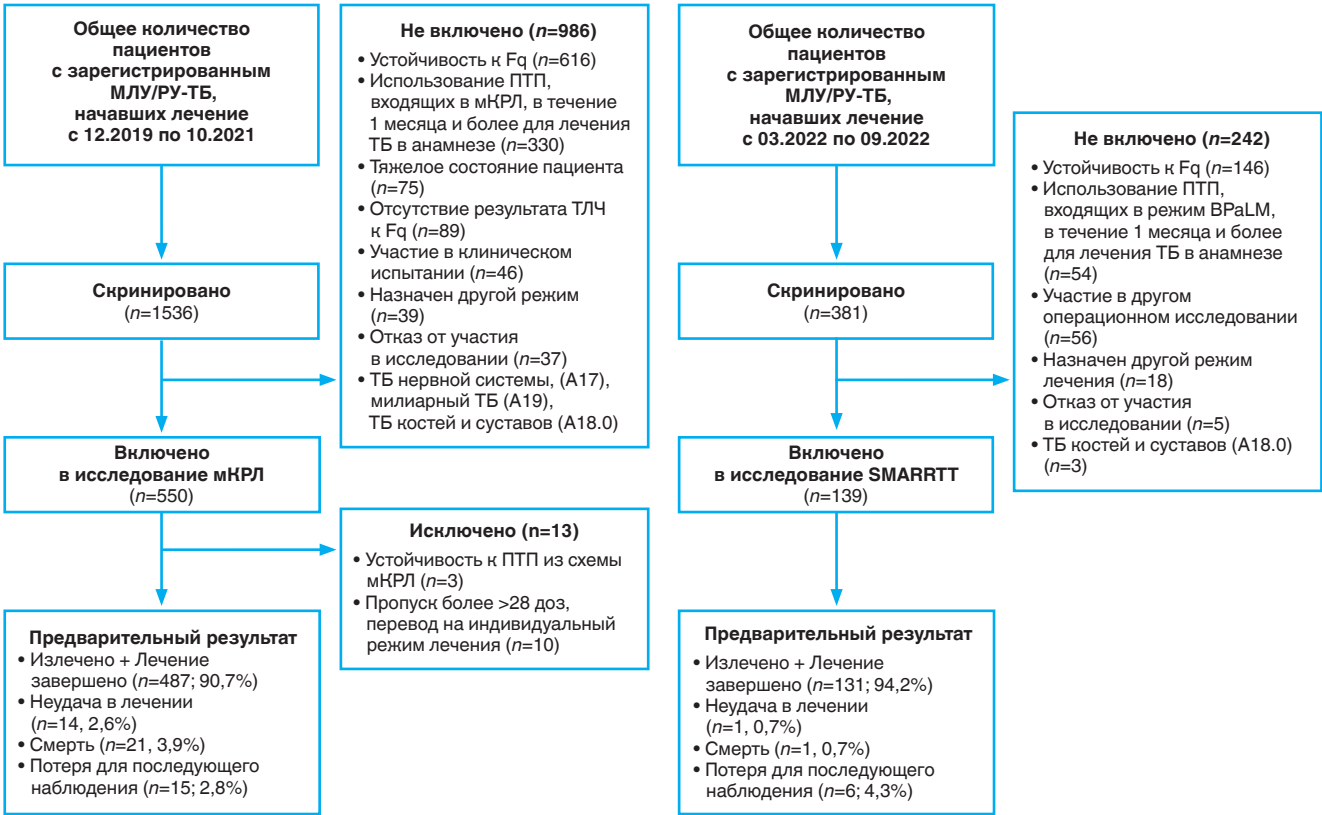 Общее количество
пациентов
с зарегистрированным
МЛУ/РУ-ТБ,
начавших лечение
с 12.2019 по 10.2021
Не включено (n=986)
• Устойчивость к Fq (n=616)
• Использование ПТП,
входящих в мКРЛ, в течение
1 месяца и более для лечения
ТБ в анамнезе (n=330)
• Тяжелое состояние пациента
(n=75)
• Отсутствие результата ТЛЧ
к Fq (n=89)
• Участие в клиническом
испытании (n=46)
• Назначен другой режим
(n=39)
• Отказ от участия
в исследовании (n=37)
• ТБ нервной системы, (A17),
милиарный ТБ (A19),
ТБ костей и суставов (A18.0)
Скринировано
(n=1536)
Включено
в исследование мКРЛ
(n=550)
Исключено (n=13)
• Устойчивость к ПТП из схемы
мКРЛ (n=3)
• Пропуск более >28 доз,
перевод на индивидуальный
режим лечения (n=10)
Предварительный результат
• Излечено + Лечение
завершено (n=487; 90,7%)
• Неудача в лечении
(n=14, 2,6%)
• Смерть (n=21, 3,9%)
• Потеря для последующего
наблюдения (n=15; 2,8%)
Общее количество
пациентов
с зарегистрированным
МЛУ/РУ-ТБ,
начавших лечение
с 03.2022 по 09.2022
Не включено (n=242)
• Устойчивость к Fq (n=146)
• Использование ПТП,
входящих в режим BPaLM,
в течение 1 месяца и более
для лечения ТБ в анамнезе
(n=54)
• Участие в другом
операционном исследовании
(n=56)
• Назначен другой режим
лечения (n=18)
• Отказ от участия
в исследовании (n=5)
• ТБ костей и суставов (A18.0)
(n=3)
Скринировано
(n=381)
Включено
в исследование SMARRTT
(n=139)
Предварительный результат
• Излечено + Лечение
завершено (n=131; 94,2%)
• Неудача в лечении
(n=1, 0,7%)
• Смерть (n=1, 0,7%)
• Потеря для последующего
наблюдения (n=6; 4,3%)